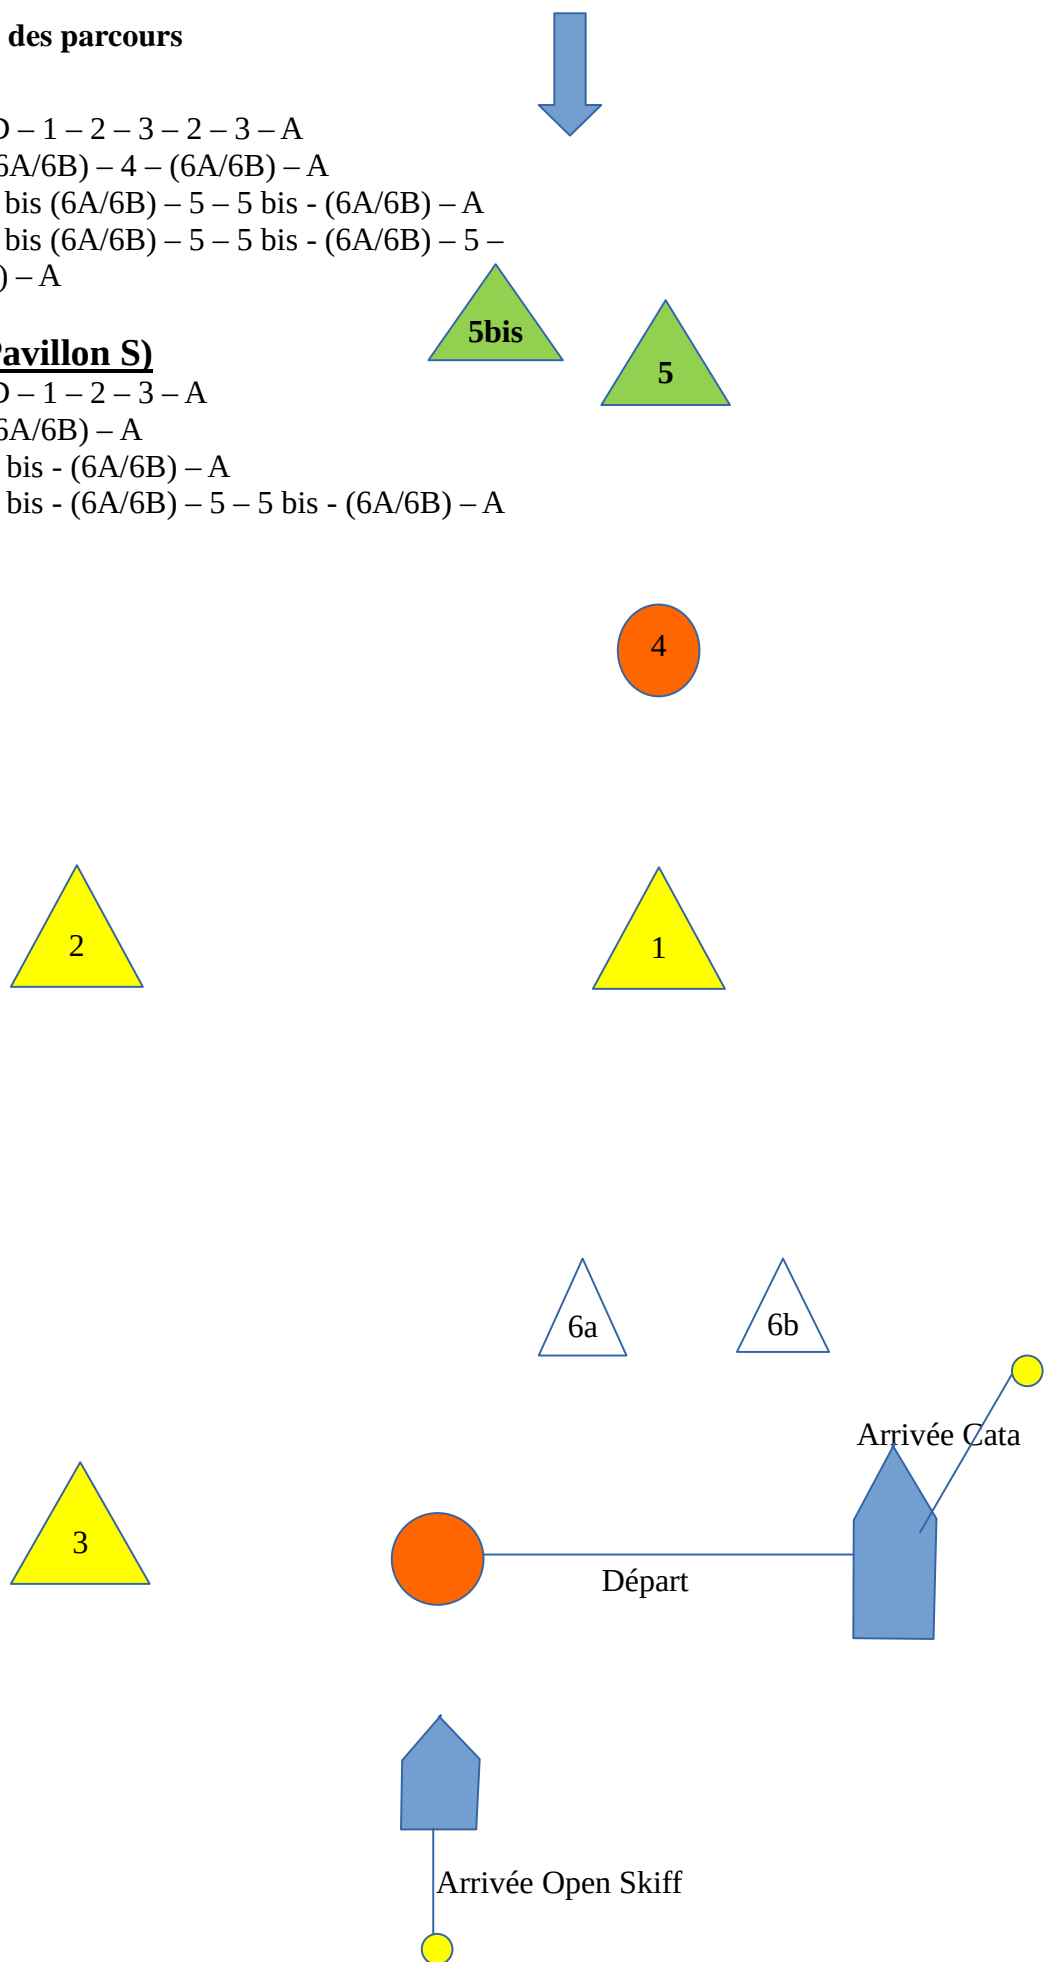 des parcours
D – 1 – 2 – 3 – 2 – 3 – A
6A/6B) – 4 – (6A/6B) – A
bis (6A/6B) – 5 – 5 bis - (6A/6B) – A
bis (6A/6B) – 5 – 5 bis - (6A/6B) – 5 –
) – A
5bis
5
Pavillon S)
D – 1 – 2 – 3 – A
6A/6B) – A
bis - (6A/6B) – A
bis - (6A/6B) – 5 – 5 bis - (6A/6B) – A
4
2
1
6a
6b
Arrivée Cata
3
Départ
Arrivée Open Skiff